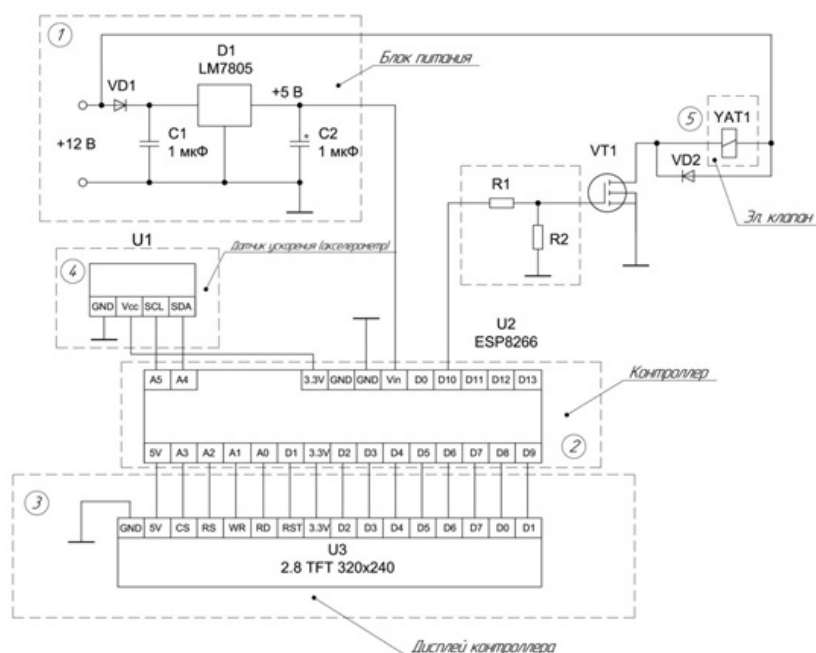 1
D1
LM7805
Блок питания
VD1
+5 В
+12 В
C1
1 мкФ
C2
1 мкФ
5
YAT1
VT1
VD2
Эл. клапан
R1
R2
U1
Датчик ускорения (акселерометр)
4
GND Vcc SCL SDA
U2
ESP8266
Контроллер
A5 A4 3.3V GND GND Vin D0 D10 D11 D12 D13
2
5V A3 A2 A1 A0 D1 3.3V D2 D3 D4 D5 D6 D7 D8 D9
3
GND 5V CS RS WR RD RST 3.3V D2 D3 D4 D5 D6 D7 D0 D1
U3
2.8 TFT 320x240
Дисплей контроллера